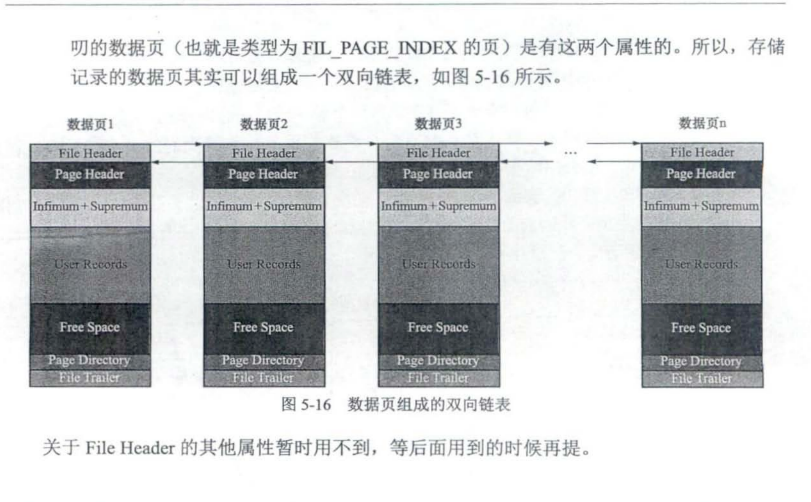 叨的数据页（也就是类型为 FIL_PAGE_INDEX 的页）是有这两个属性的。所以，存储
记录的数据页其实可以组成一个双向链表，如图 5-16 所示。
数据页1 数据页2 数据页3 数据页n
File Header File Header File Header ... File Header
Page Header Page Header Page Header Page Header
Infimum+Supremum Infimum+Supremum Infimum+Supremum Infimum+Supremum
User Records User Records User Records User Records
Free Space Free Space Free Space Free Space
Page Directory Page Directory Page Directory Page Directory
File Trailer File Trailer File Trailer File Trailer
图 5-16 数据页组成的双向链表
关于 File Header 的其他属性暂时用不到，等后面用到的时候再提。